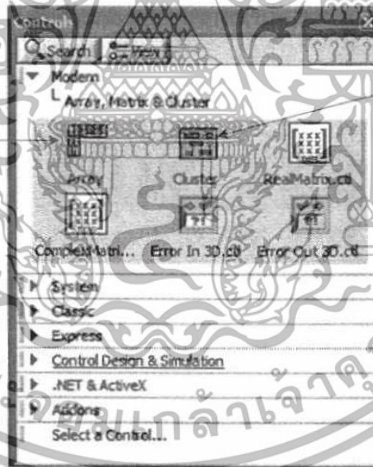 Controls
Search View
Modern
Array, Matrix & Cluster
Array Cluster RealMatrix.ctl
ComplexMatri... Error In 3D.ctl Error Out 3D.ctl
System
Classic
Express
Control Design & Simulation
.NET & ActiveX
Addons
Select a Control...